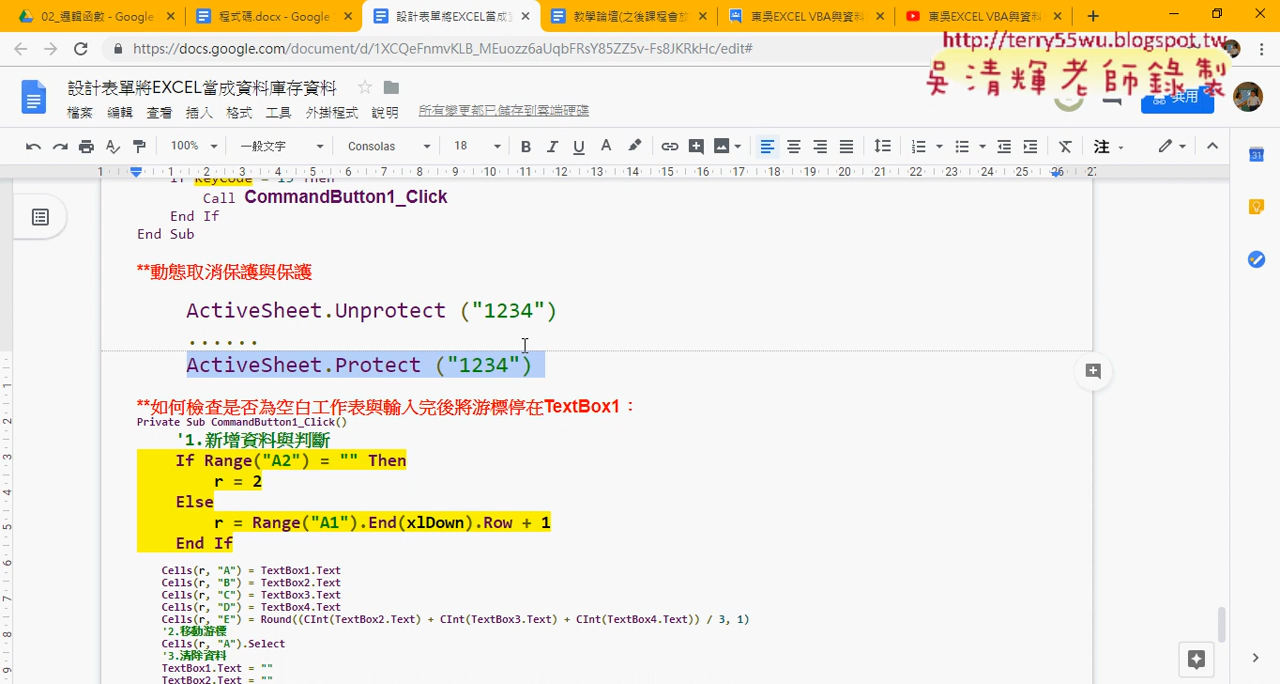 02_邏輯函數 - Google
程式碼.docx - Google
設計表單將EXCEL當成資
教學論壇(之後課程會放
東吳EXCEL VBA與資料
東吳EXCEL VBA與資料
https://docs.google.com/document/d/1XCQeFnmvKLB_MEuozz6aUqbFRsY85ZZ5v-Fs8JKRkHc/edit#
http://terry55wu.blogspot.tw
吳清輝老師錄製
設計表單將EXCEL當成資料庫存資料
檔案 編輯 查看 插入 格式 工具 外掛程式 說明 所有變更都已儲存到雲端硬碟
共用
100% 一般文字 Consolas 18
If KeyCode = 13 Then
Call CommandButton1_Click
End If
End Sub
**動態取消保護與保護
ActiveSheet.Unprotect ("1234")
......
ActiveSheet.Protect ("1234")
**如何檢查是否為空白工作表與輸入完後將游標停在TextBox1：
Private Sub CommandButton1_Click()
'1.新增資料與判斷
If Range("A2") = "" Then
r = 2
Else
r = Range("A1").End(xlDown).Row + 1
End If
Cells(r, "A") = TextBox1.Text
Cells(r, "B") = TextBox2.Text
Cells(r, "C") = TextBox3.Text
Cells(r, "D") = TextBox4.Text
Cells(r, "E") = Round((CInt(TextBox2.Text) + CInt(TextBox3.Text) + CInt(TextBox4.Text)) / 3, 1)
'2.移動游標
Cells(r, "A").Select
'3.清除資料
TextBox1.Text = ""
TextBox2.Text = ""